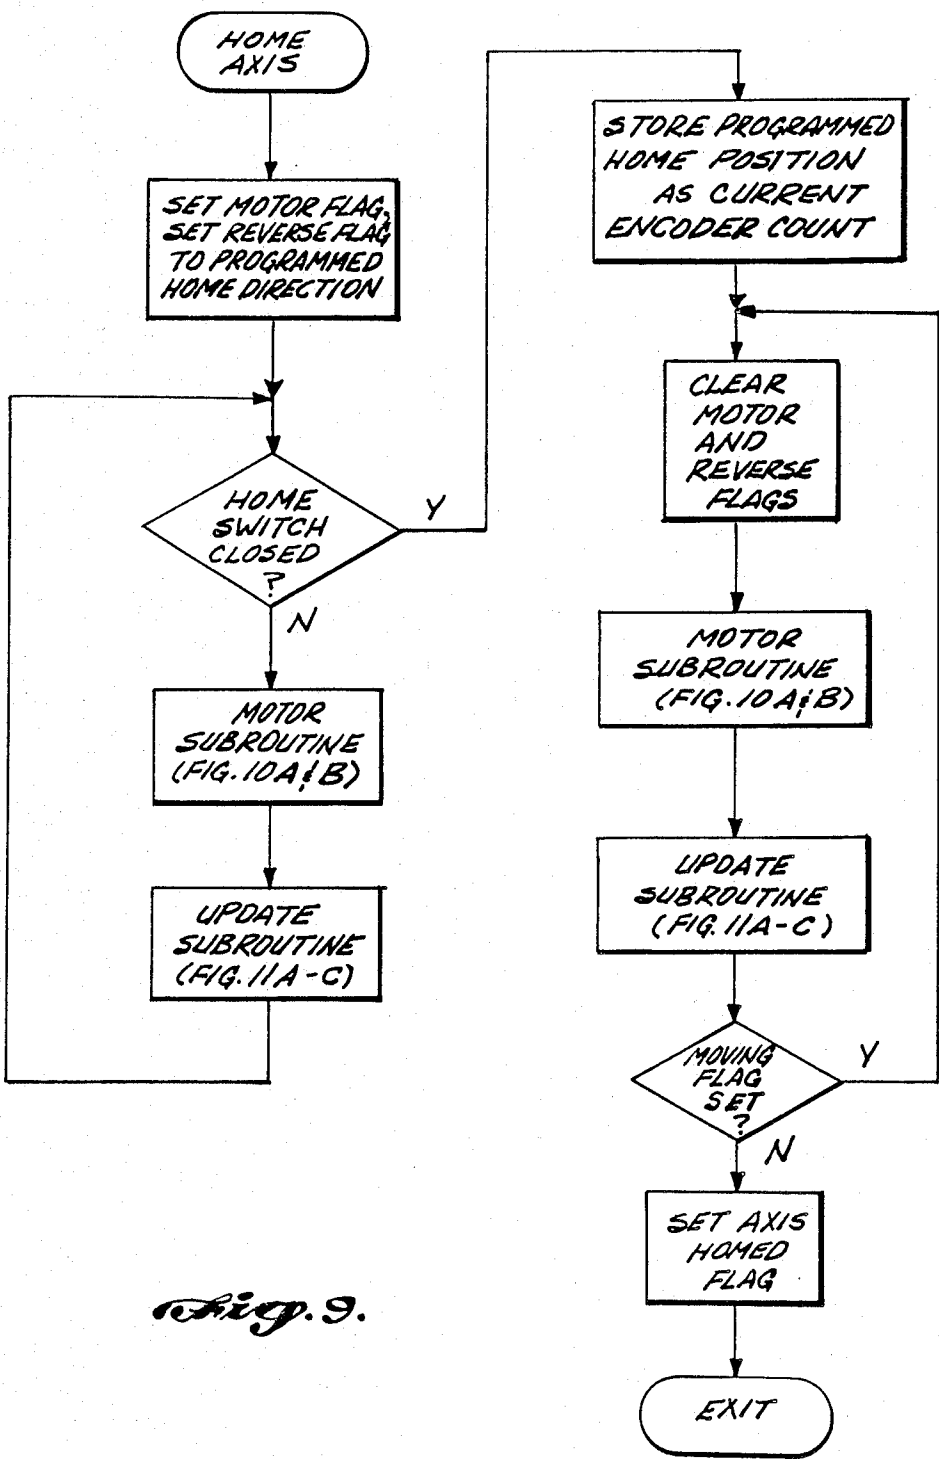 HOME
AXIS
SET MOTOR FLAG,
SET REVERSE FLAG
TO PROGRAMMED
HOME DIRECTION
HOME
SWITCH
CLOSED
?
Y
N
MOTOR
SUBROUTINE
(FIG. 10A & B)
UPDATE
SUBROUTINE
(FIG. 11A-C)
STORE PROGRAMMED
HOME POSITION
AS CURRENT
ENCODER COUNT
CLEAR
MOTOR
AND
REVERSE
FLAGS
MOTOR
SUBROUTINE
(FIG. 10A & B)
UPDATE
SUBROUTINE
(FIG. 11A-C)
MOVING
FLAG
SET
?
Y
N
SET AXIS
HOMED
FLAG
EXIT
Fig. 9.